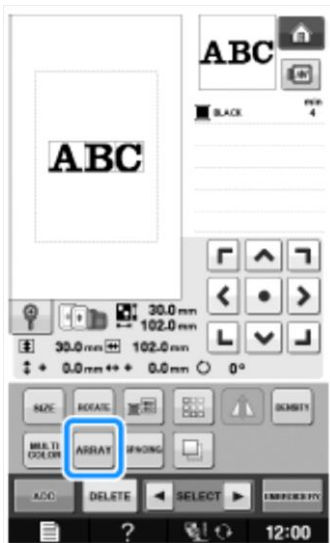 ABC
BLACK
min
4
ABC
30.0 mm
102.0 mm
30.0 mm 102.0 mm
0.0 mm 0.0 mm 0°
SIZE ROTATE DENSITY
MULTI COLOR ARRAY SPACING
ADD DELETE SELECT EMBROIDERY
? 12:00